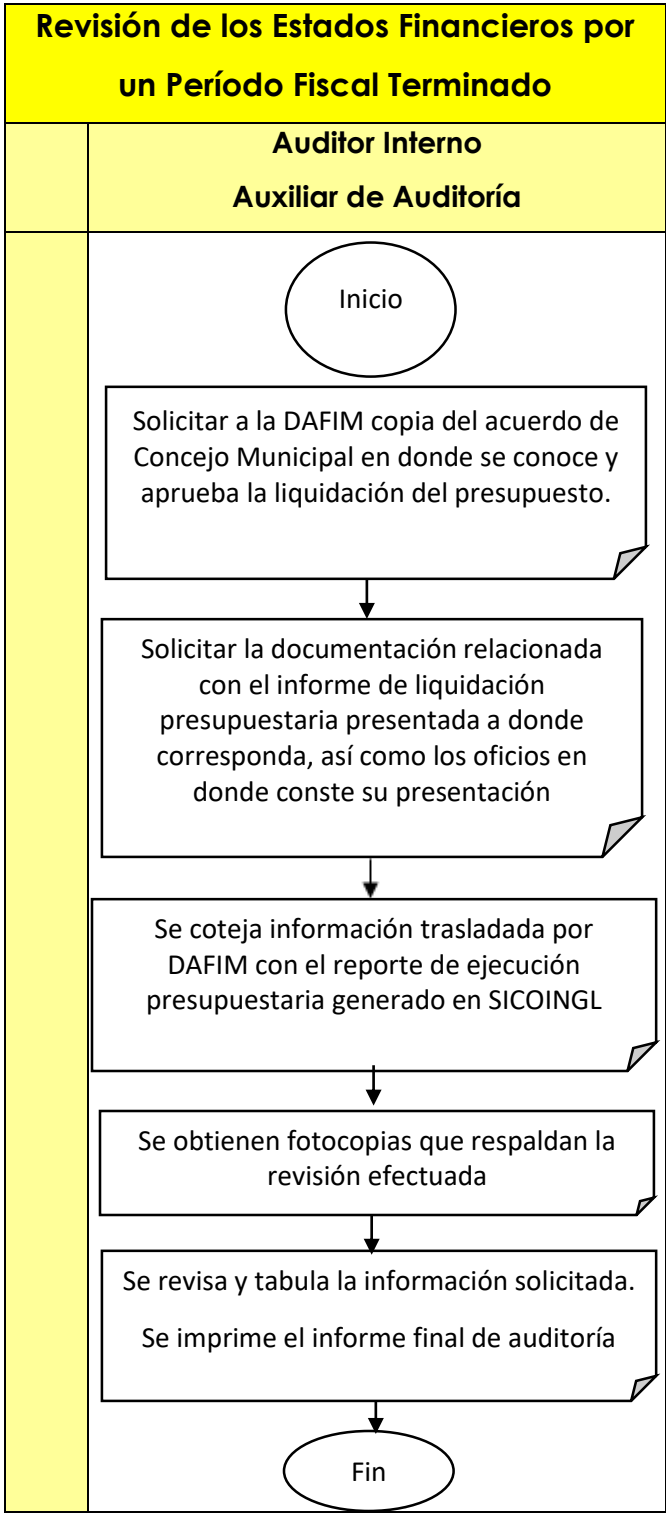 Revisión de los Estados Financieros por
un Período Fiscal Terminado
Auditor Interno
Auxiliar de Auditoría
Inicio
Solicitar a la DAFIM copia del acuerdo de
Concejo Municipal en donde se conoce y
aprueba la liquidación del presupuesto.
Solicitar la documentación relacionada
con el informe de liquidación
presupuestaria presentada a donde
corresponda, así como los oficios en
donde conste su presentación
Se coteja información trasladada por
DAFIM con el reporte de ejecución
presupuestaria generado en SICOINGL
Se obtienen fotocopias que respaldan la
revisión efectuada
Se revisa y tabula la información solicitada.
Se imprime el informe final de auditoría
Fin